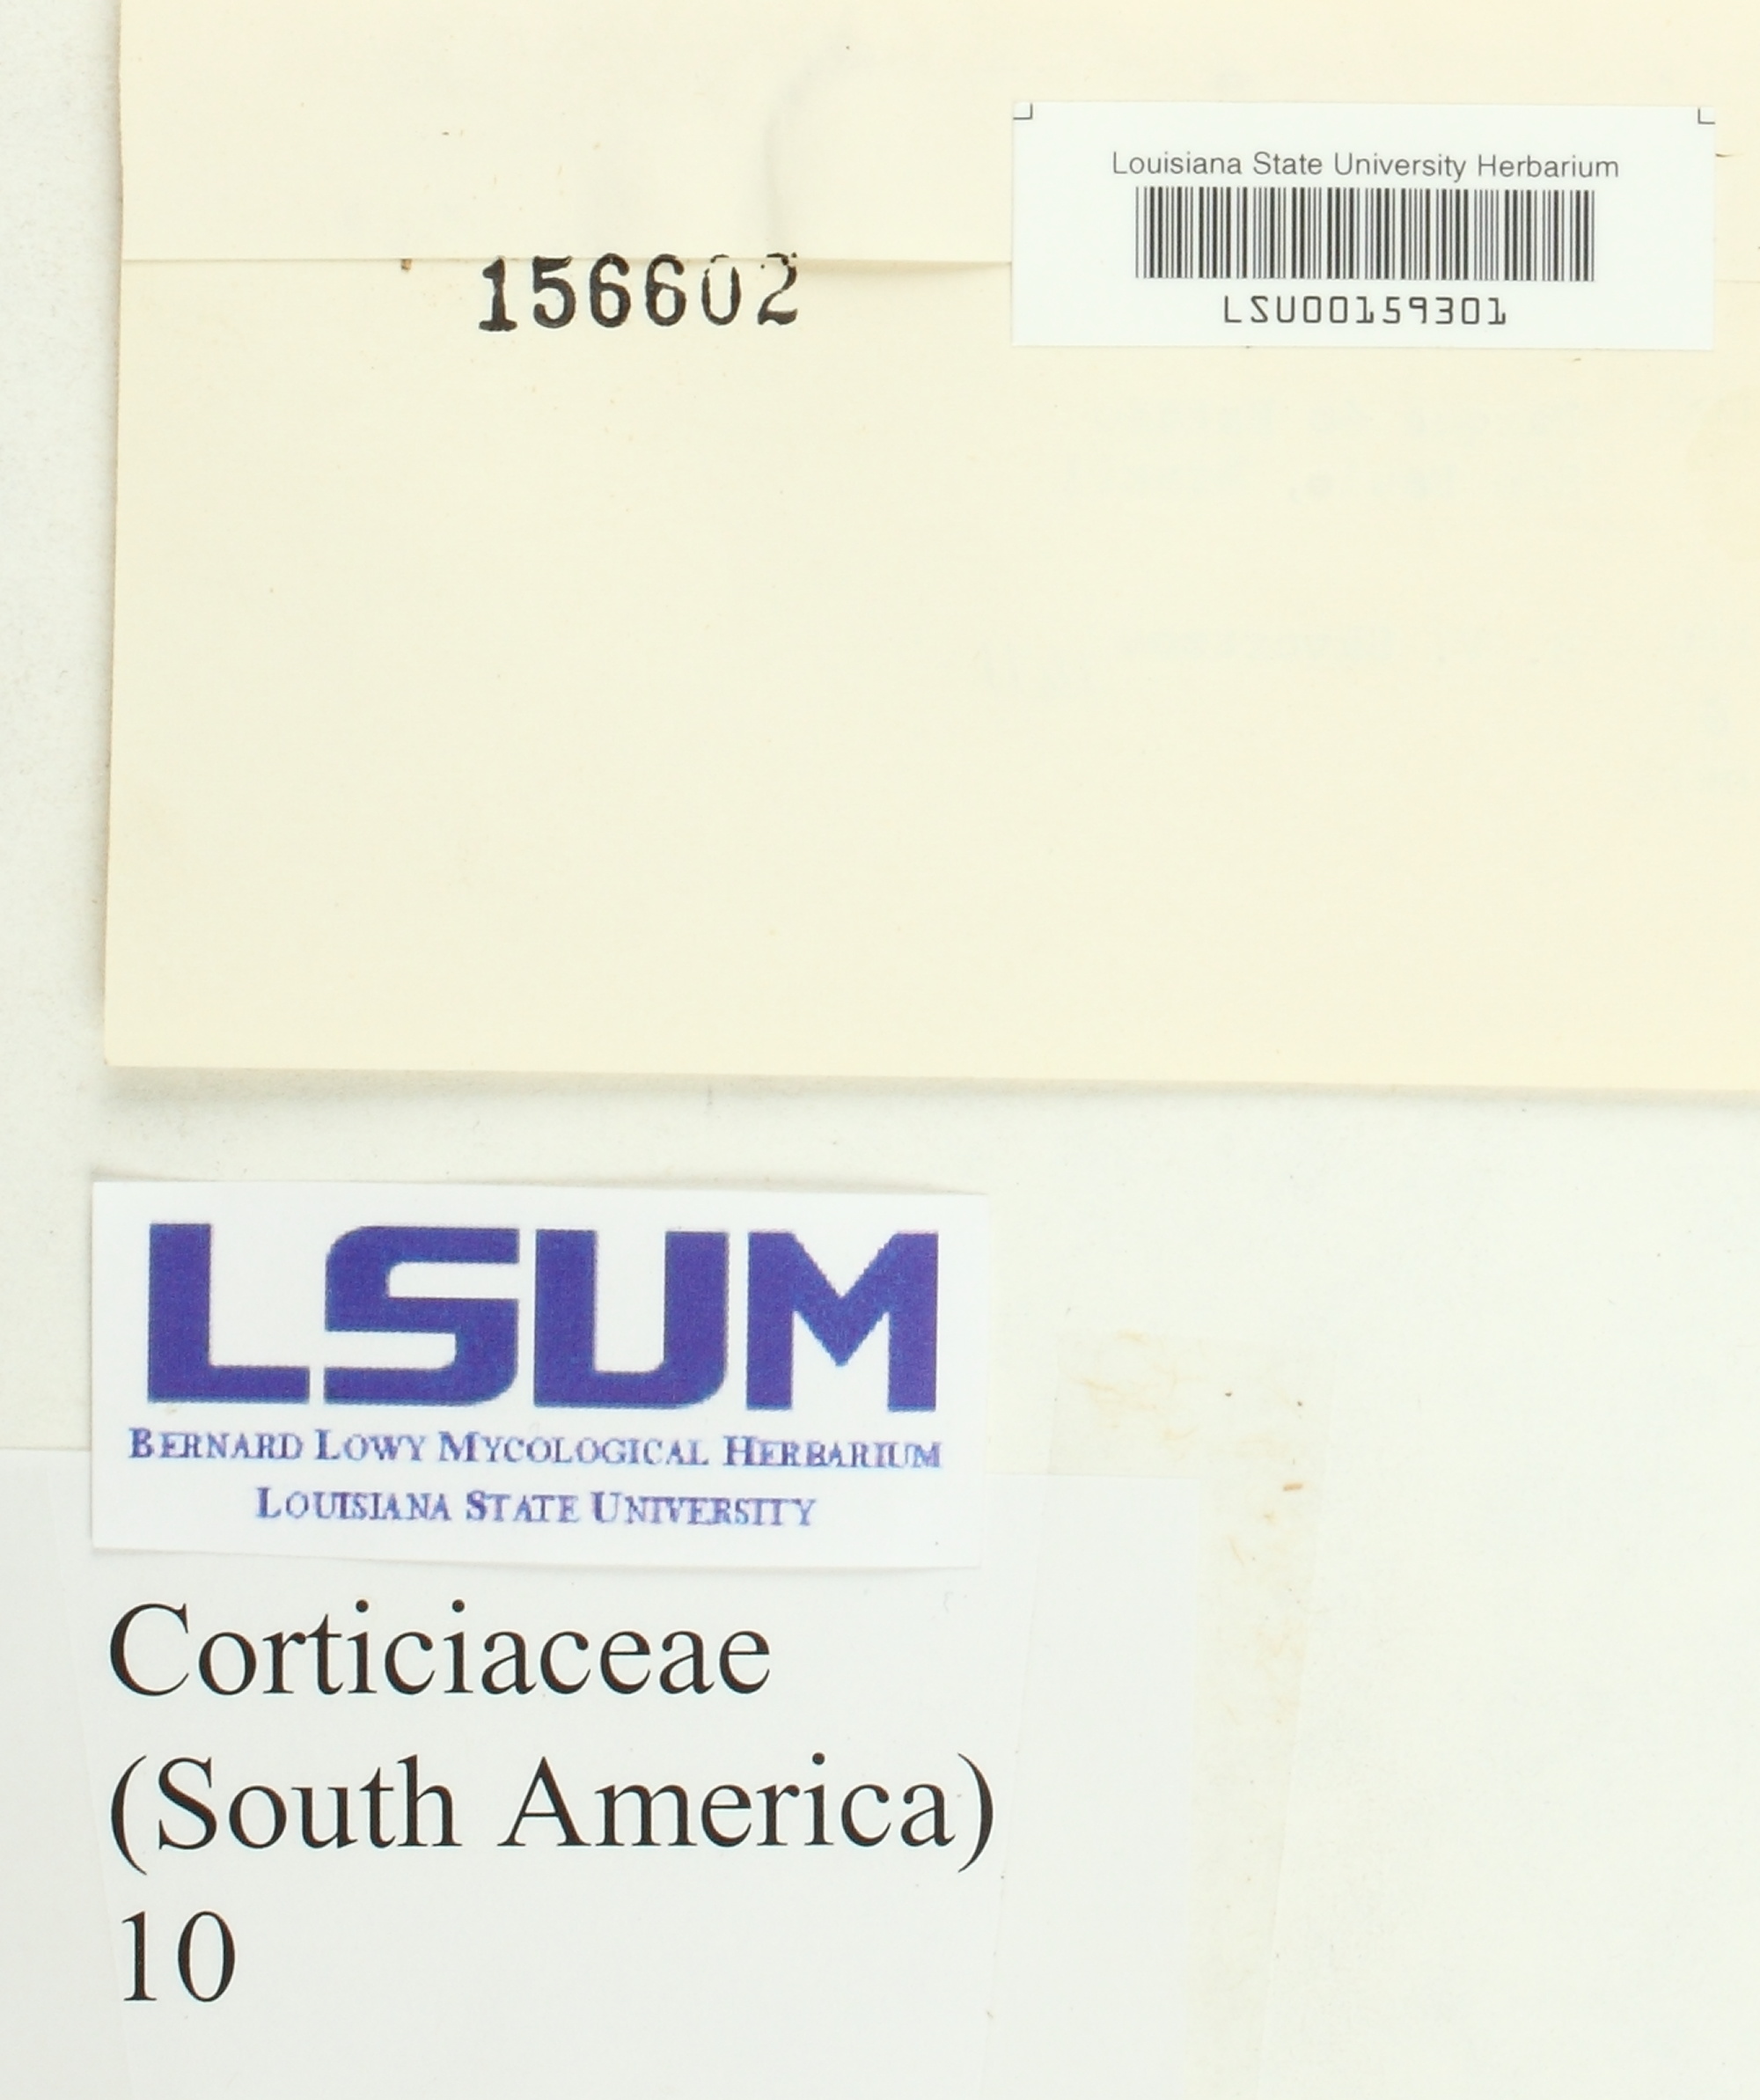 Louisiana State University Herbarium
156602
LSU00159301
LSUM
BERNARD LOWY MYCOLOGICAL HERBARIUM
LOUISIANA STATE UNIVERSITY
Corticiaceae
(South America)
10